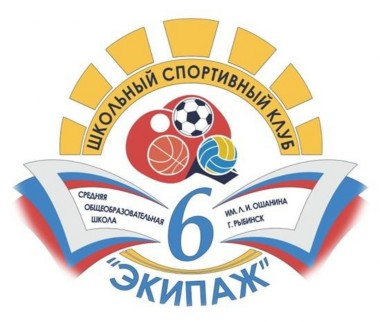 ШКОЛЬНЫЙ СПОРТИВНЫЙ КЛУБ
СРЕДНЯЯ
ОБЩЕОБРАЗОВАТЕЛЬНАЯ
ШКОЛА
6
ИМ. Л. И. ОШАНИНА
Г. РЫБИНСК
"ЭКИПАЖ"